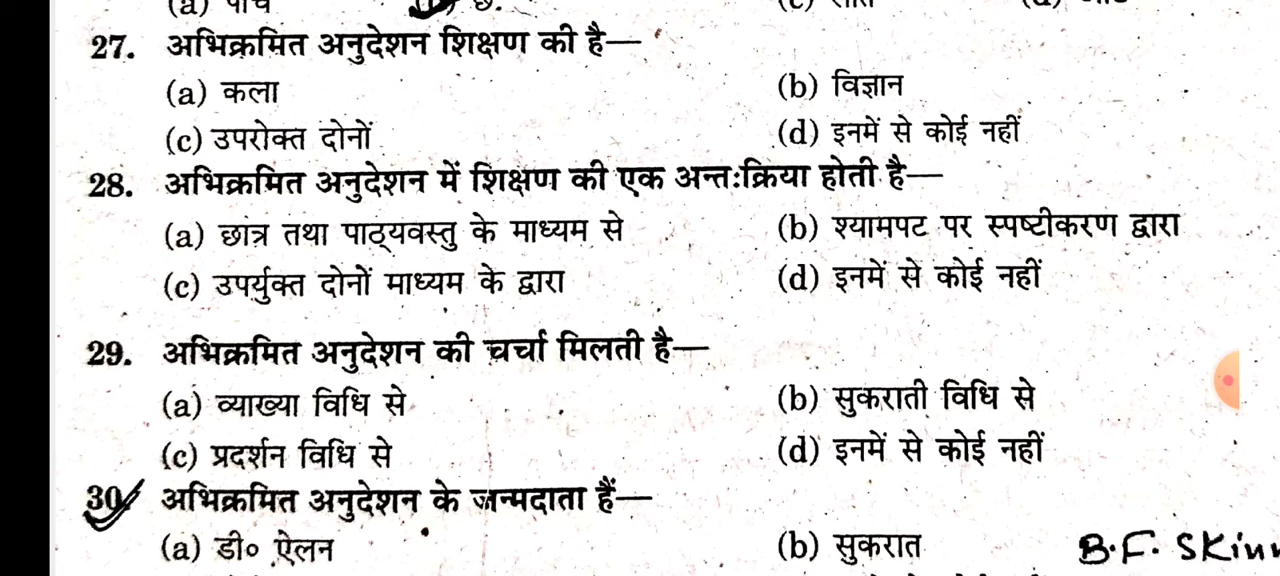 (a) पाँच
27. अभिक्रमित अनुदेशन शिक्षण की है—
(a) कला (b) विज्ञान
(c) उपरोक्त दोनों (d) इनमें से कोई नहीं
28. अभिक्रमित अनुदेशन में शिक्षण की एक अन्तःक्रिया होती है—
(a) छात्र तथा पाठ्यवस्तु के माध्यम से (b) श्यामपट पर स्पष्टीकरण द्वारा
(c) उपर्युक्त दोनों माध्यम के द्वारा (d) इनमें से कोई नहीं
29. अभिक्रमित अनुदेशन की चर्चा मिलती है—
(a) व्याख्या विधि से (b) सुकराती विधि से
(c) प्रदर्शन विधि से (d) इनमें से कोई नहीं
30. अभिक्रमित अनुदेशन के जन्मदाता हैं—
(a) डी० ऐलन (b) सुकरात B.F.